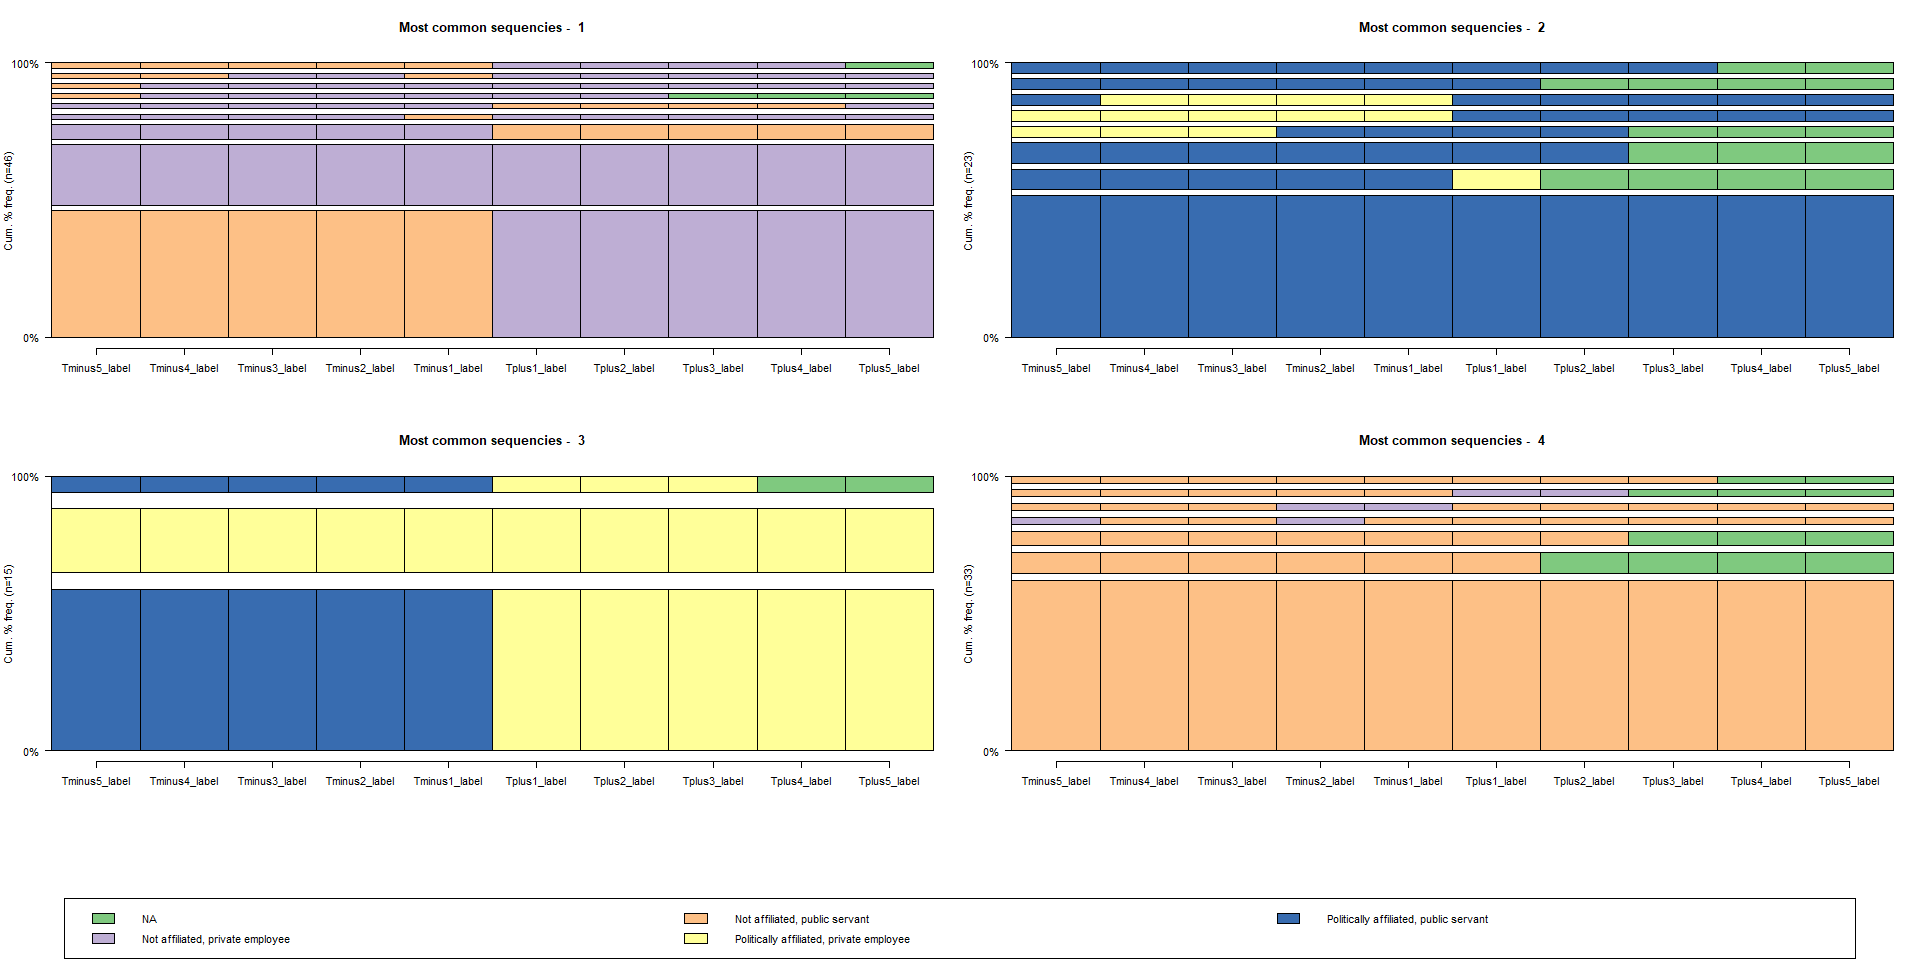 Most common sequencies -  1
100%
Cum. % freq. (n=46)
0%
Tminus5_label Tminus4_label Tminus3_label Tminus2_label Tminus1_label Tplus1_label Tplus2_label Tplus3_label Tplus4_label Tplus5_label
Most common sequencies -  2
100%
Cum. % freq. (n=23)
0%
Tminus5_label Tminus4_label Tminus3_label Tminus2_label Tminus1_label Tplus1_label Tplus2_label Tplus3_label Tplus4_label Tplus5_label
Most common sequencies -  3
100%
Cum. % freq. (n=15)
0%
Tminus5_label Tminus4_label Tminus3_label Tminus2_label Tminus1_label Tplus1_label Tplus2_label Tplus3_label Tplus4_label Tplus5_label
Most common sequencies -  4
100%
Cum. % freq. (n=33)
0%
Tminus5_label Tminus4_label Tminus3_label Tminus2_label Tminus1_label Tplus1_label Tplus2_label Tplus3_label Tplus4_label Tplus5_label
NA
Not affiliated, public servant
Politically affiliated, public servant
Not affiliated, private employee
Politically affiliated, private employee